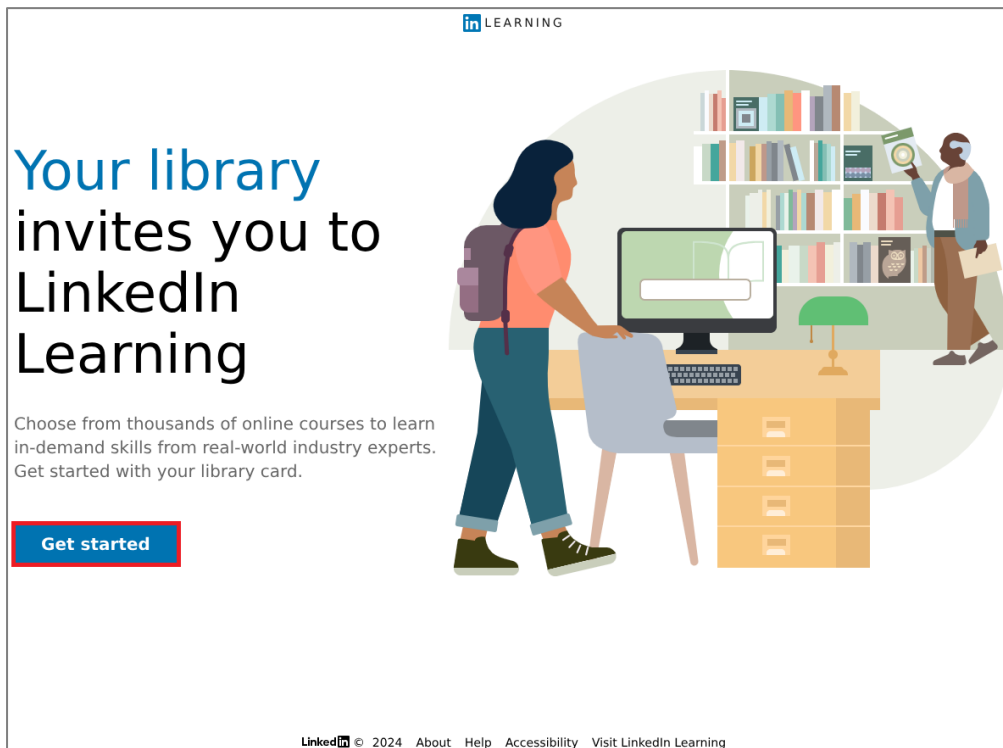 in LEARNING
Your library
invites you to
LinkedIn
Learning
Choose from thousands of online courses to learn
in-demand skills from real-world industry experts.
Get started with your library card.
Get started
LinkedIn © 2024 About Help Accessibility Visit LinkedIn Learning